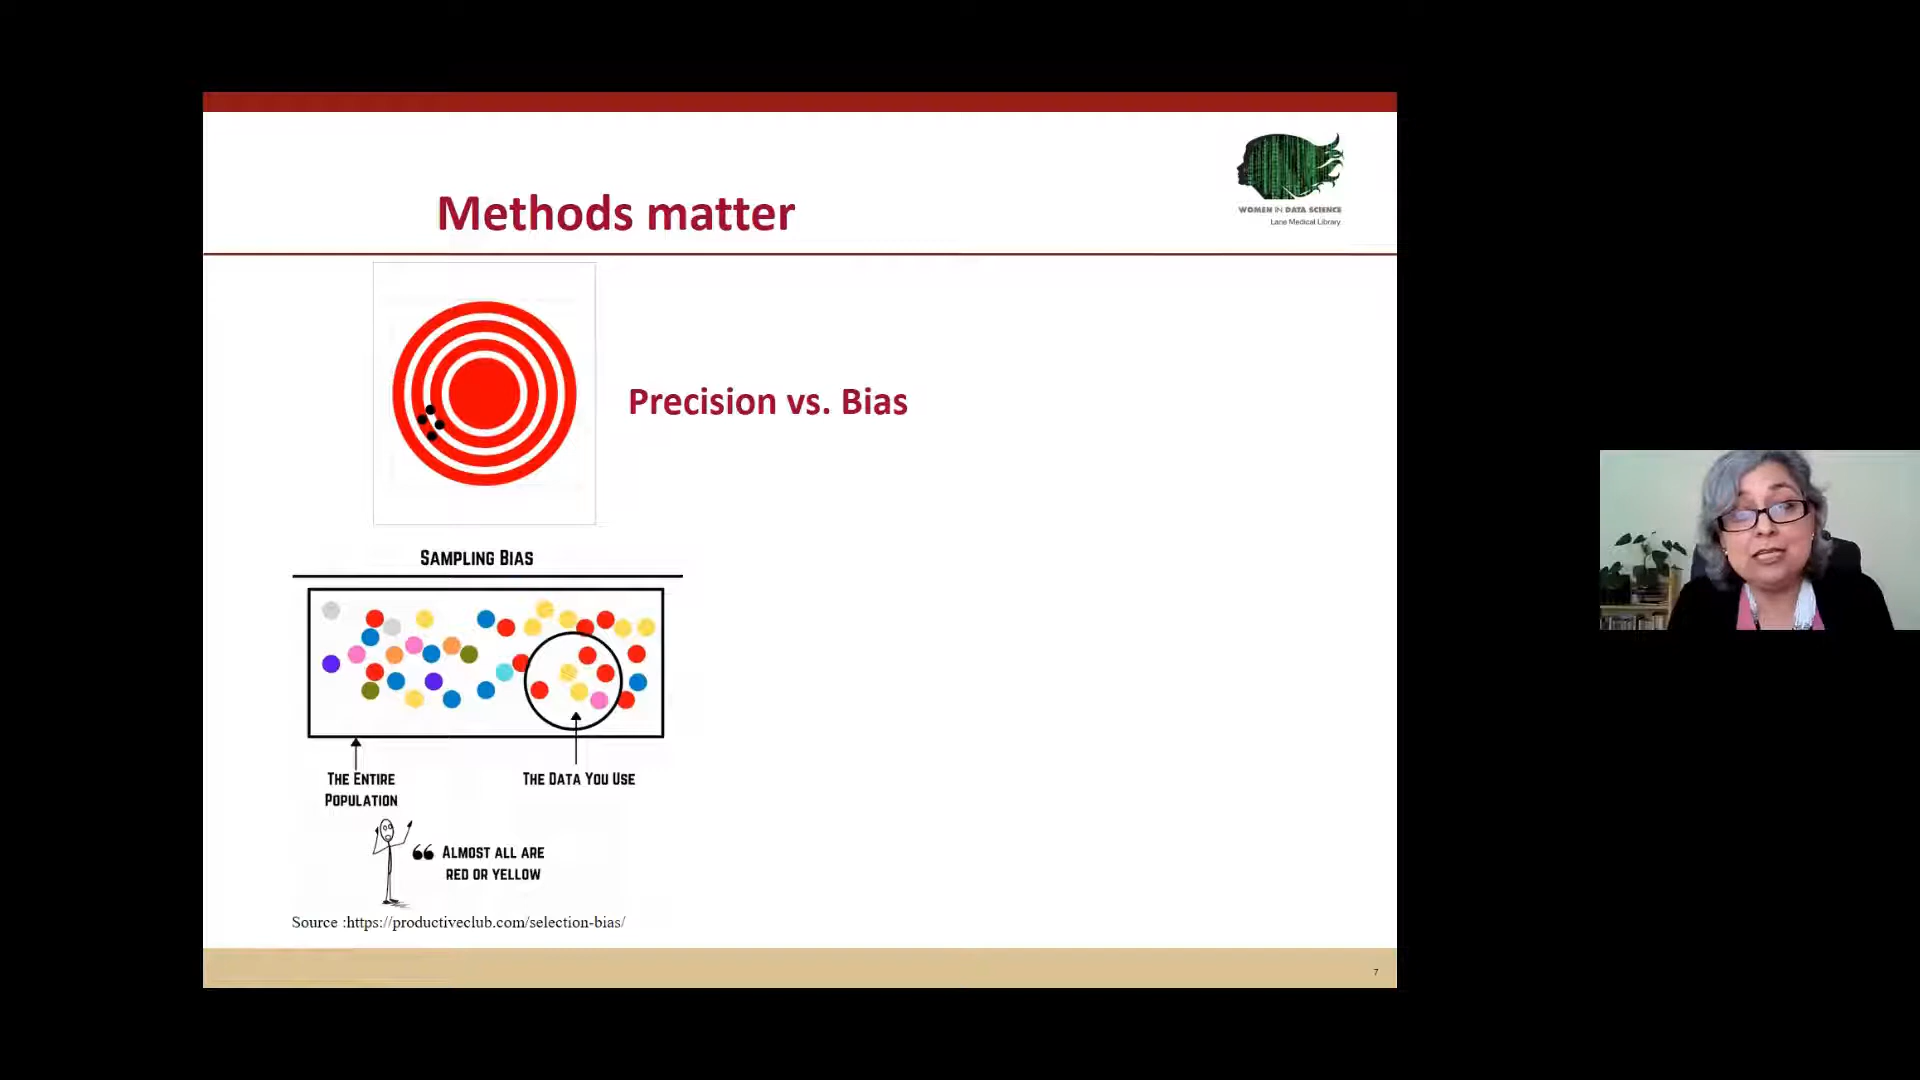 WOMEN IN DATA SCIENCE
Lane Medical Library
Methods matter
Precision vs. Bias
SAMPLING BIAS
THE ENTIRE
POPULATION
THE DATA YOU USE
“ ALMOST ALL ARE
RED OR YELLOW
Source :https://productiveclub.com/selection-bias/
7